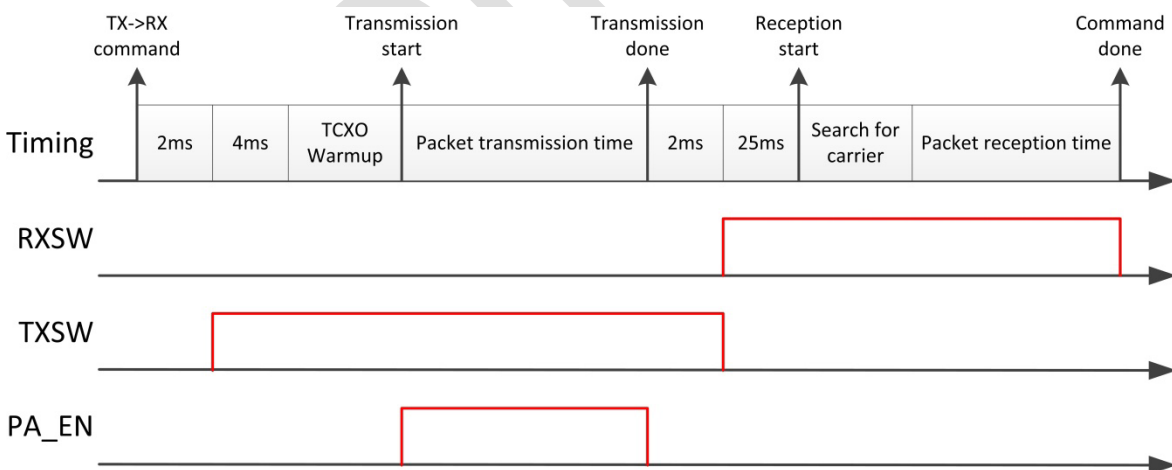 TX->RX
command
Transmission
start
Transmission
done
Reception
start
Command
done
Timing
2ms
4ms
TCXO
Warmup
Packet transmission time
2ms
25ms
Search for
carrier
Packet reception time
RXSW
TXSW
PA_EN